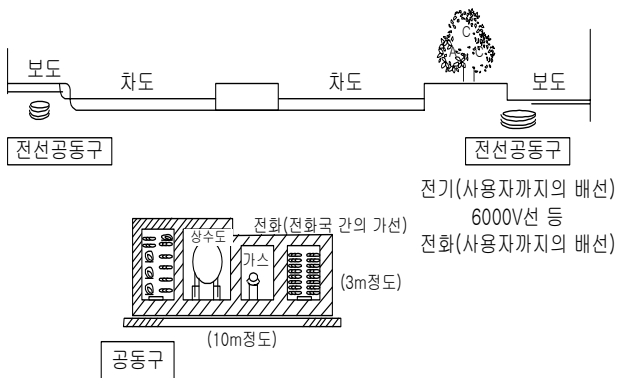 보도
차도
차도
C
A
C
보도
전선공동구
전선공동구
전기(사용자까지의 배선)
6000V선 등
전화(사용자까지의 배선)
전화(전화국 간의 가선)
상수도
가스
(3m정도)
(10m정도)
공동구